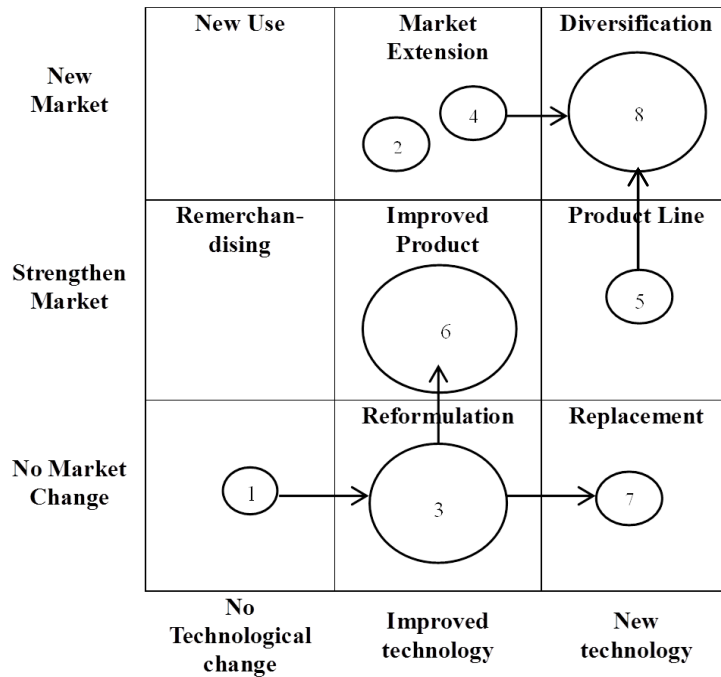 New Use
Market
Extension
Diversification
New
Market
4
8
2
Remerchan-
dising
Improved
Product
Product Line
Strengthen
Market
5
6
Reformulation
Replacement
No Market
Change
1
3
7
No
Technological
change
Improved
technology
New
technology